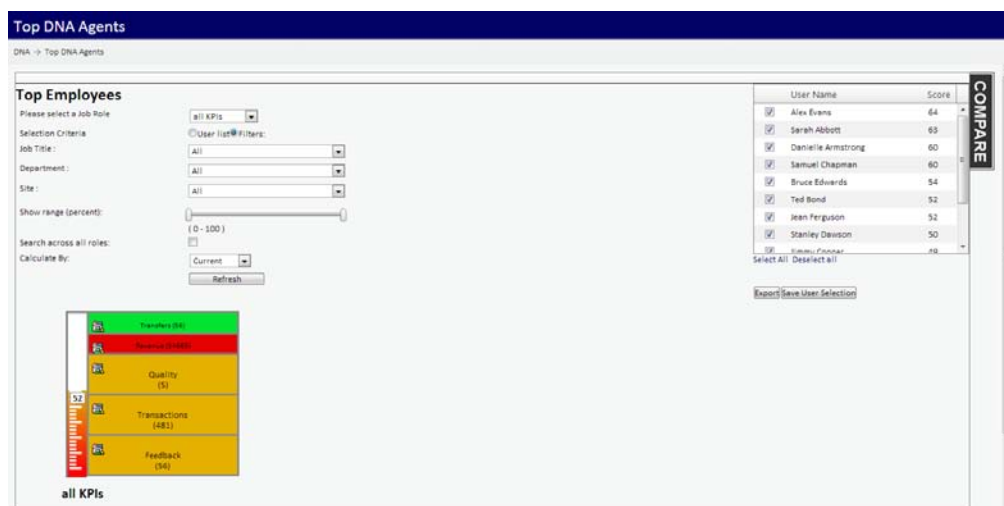 Top DNA Agents
DNA -> Top DNA Agents
Top Employees
Please select a Job Role
all KPIs
Selection Criteria
User list Filters:
Job Title :
All
Department :
All
Site :
All
Show range (percent):
( 0 - 100 )
Search across all roles:
Calculate By:
Current
Refresh
User Name Score
Alex Evans 64
Sarah Abbott 63
Danielle Armstrong 60
Samuel Chapman 60
Bruce Edwards 54
Ted Bond 52
Jean Ferguson 52
Stanley Dawson 50
Select All Deselect all
Export Save User Selection
COMPARE
Transfers
Revenue
Quality
(5)
52
Transactions
(481)
Feedback
(56)
all KPIs